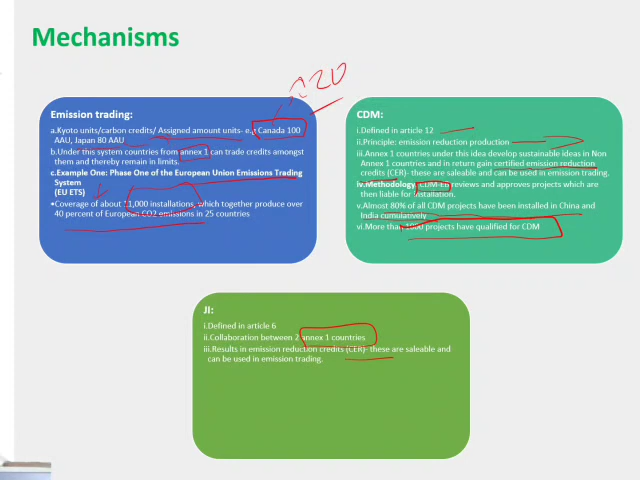 Mechanisms
20
Emission trading:
a.Kyoto units/carbon credits/ Assigned amount units- e.g Canada 100
AAU, Japan 80 AAU
b.Under this system countries from annex 1 can trade credits amongst
them and thereby remain in limits.
c.Example One: Phase One of the European Union Emissions Trading
System
(EU ETS)
•Coverage of about 11,000 installations, which together produce over
40 percent of European CO2 emissions in 25 countries
CDM:
i.Defined in article 12
ii.Principle: emission reduction production
iii.Annex 1 countries under this idea develop sustainable ideas in Non
Annex 1 countries and in return gain certified emission reduction
credits (CER)- these are saleable and can be used in emission trading.
iv.Methodology: CDM-EB reviews and approves projects which are
then liable for installation.
v.Almost 80% of all CDM projects have been installed in China and
India cumulatively
vi.More than 1000 projects have qualified for CDM
JI:
i.Defined in article 6
ii.Collaboration between 2 annex 1 countries
iii.Results in emission reduction credits (CER)- these are saleable and
can be used in emission trading.